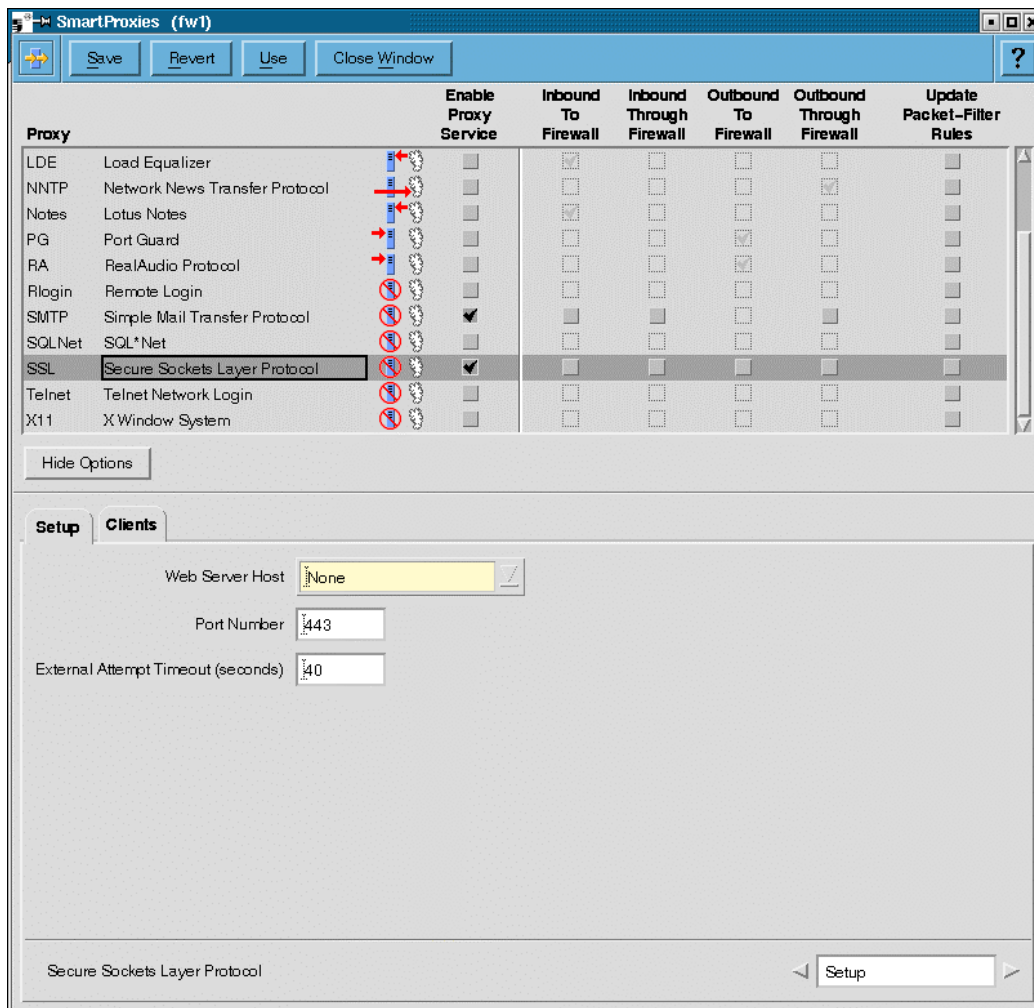 SmartProxies (fw1)
Save Revert Use Close Window ?
Enable Inbound Inbound Outbound Outbound Update
Proxy To Through To Through Packet-Filter
Proxy Service Firewall Firewall Firewall Firewall Rules
LDE Load Equalizer
NNTP Network News Transfer Protocol
Notes Lotus Notes
PG Port Guard
RA RealAudio Protocol
Rlogin Remote Login
SMTP Simple Mail Transfer Protocol
SQLNet SQL*Net
SSL Secure Sockets Layer Protocol
Telnet Telnet Network Login
X11 X Window System
Hide Options
Setup Clients
Web Server Host None
Port Number 443
External Attempt Timeout (seconds) 40
Secure Sockets Layer Protocol Setup